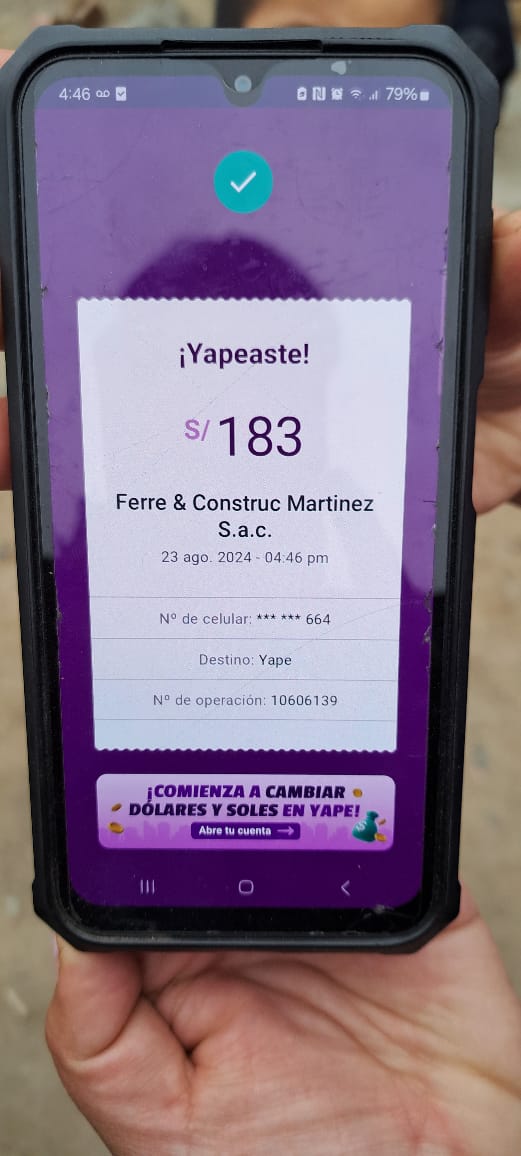 4:46 79%
¡Yapeaste!
S/ 183
Ferre & Construc Martinez
S.a.c.
23 ago. 2024 - 04:46 pm
Nº de celular: *** *** 664
Destino: Yape
Nº de operación: 10606139
¡COMIENZA A CAMBIAR
DÓLARES Y SOLES EN YAPE!
Abre tu cuenta →